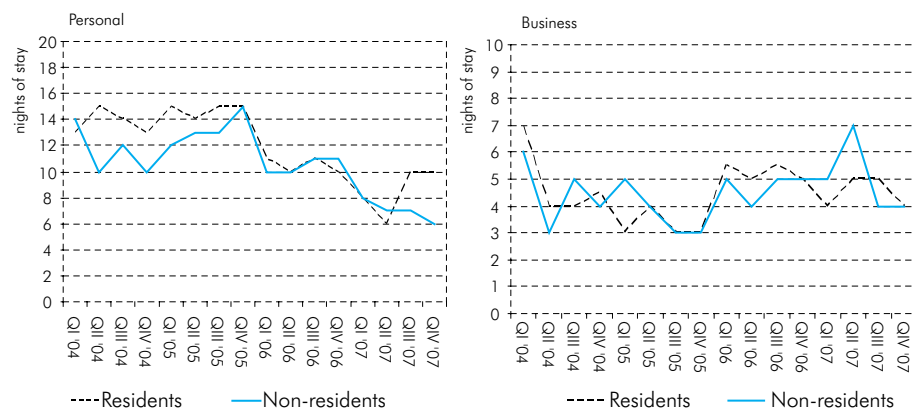 Personal
nights of stay
20
18
16
14
12
10
8
6
4
2
0
QI '04
QII '04
QIII '04
QIV '04
QI '05
QII '05
QIII '05
QIV '05
QI '06
QII '06
QIII '06
QIV '06
QI '07
QII '07
QIII '07
QIV '07
Residents
Non-residents
Business
nights of stay
10
9
8
7
6
5
4
3
2
1
0
QI '04
QII '04
QIII '04
QIV '04
QI '05
QII '05
QIII '05
QIV '05
QI '06
QII '06
QIII '06
QIV '06
QI '07
QII '07
QIII '07
QIV '07
Residents
Non-residents